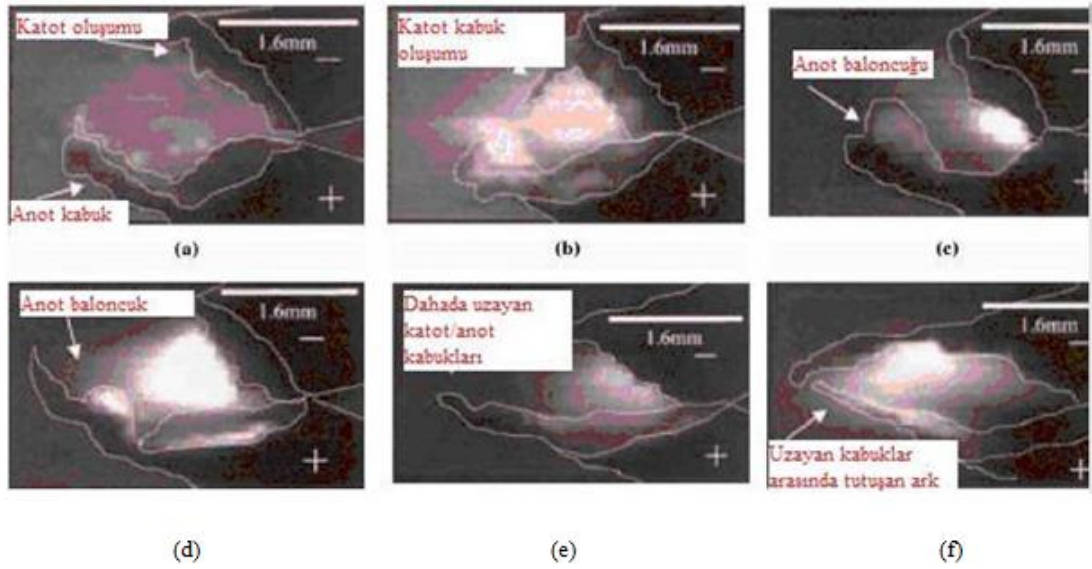 Katot oluşumu
1.6mm
−
Anot kabuk
+
(a)
Katot kabuk
oluşumu
1.6mm
−
+
(b)
Anot baloncuğu
1.6mm
−
+
(c)
Anot baloncuk
1.6mm
−
+
(d)
Dahada uzayan
katot/anot
kabukları
1.6mm
−
+
(e)
1.6mm
−
Uzayan kabuklar
arasında tutuşan ark
+
(f)